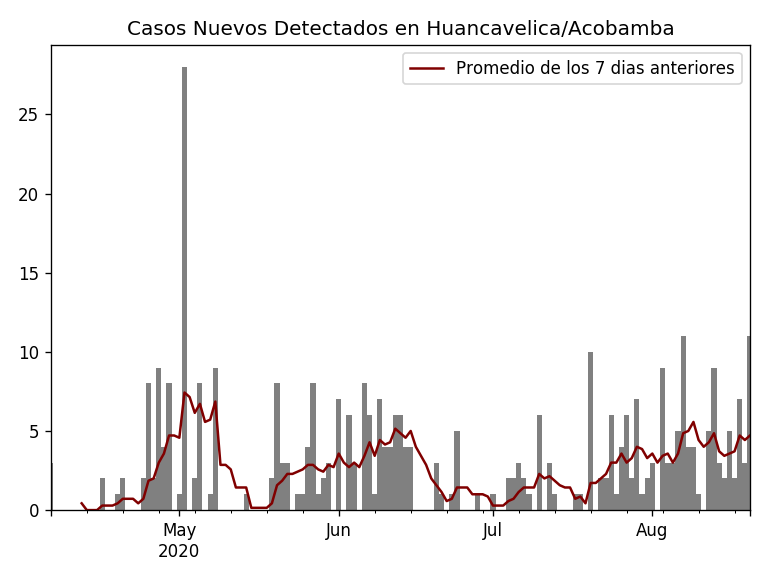 Casos Nuevos Detectados en Huancavelica/Acobamba
Promedio de los 7 dias anteriores
25
20
15
10
5
0
May
2020
Jun
Jul
Aug